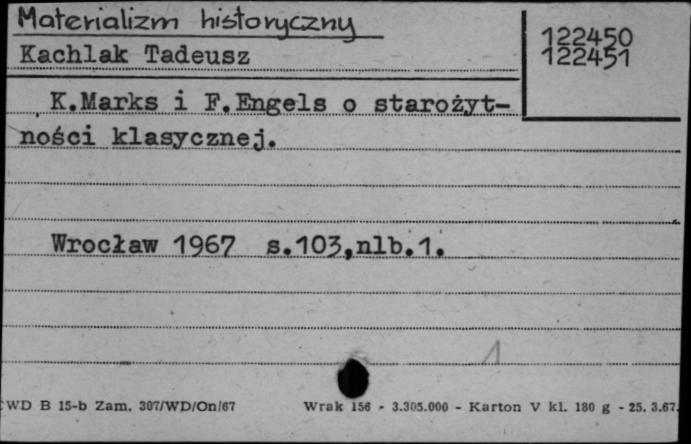 Materializm historyczny
122450
122451
Kachlak Tadeusz
K.Marks i F.Engels o starożyt-
ności klasycznej.
Wrocław 1967 s.103,nlb.1.
1
WD B 15-b Zam. 307/WD/On/67 Wrak 156 - 3.305.000 - Karton V kl. 180 g - 25. 3.67.